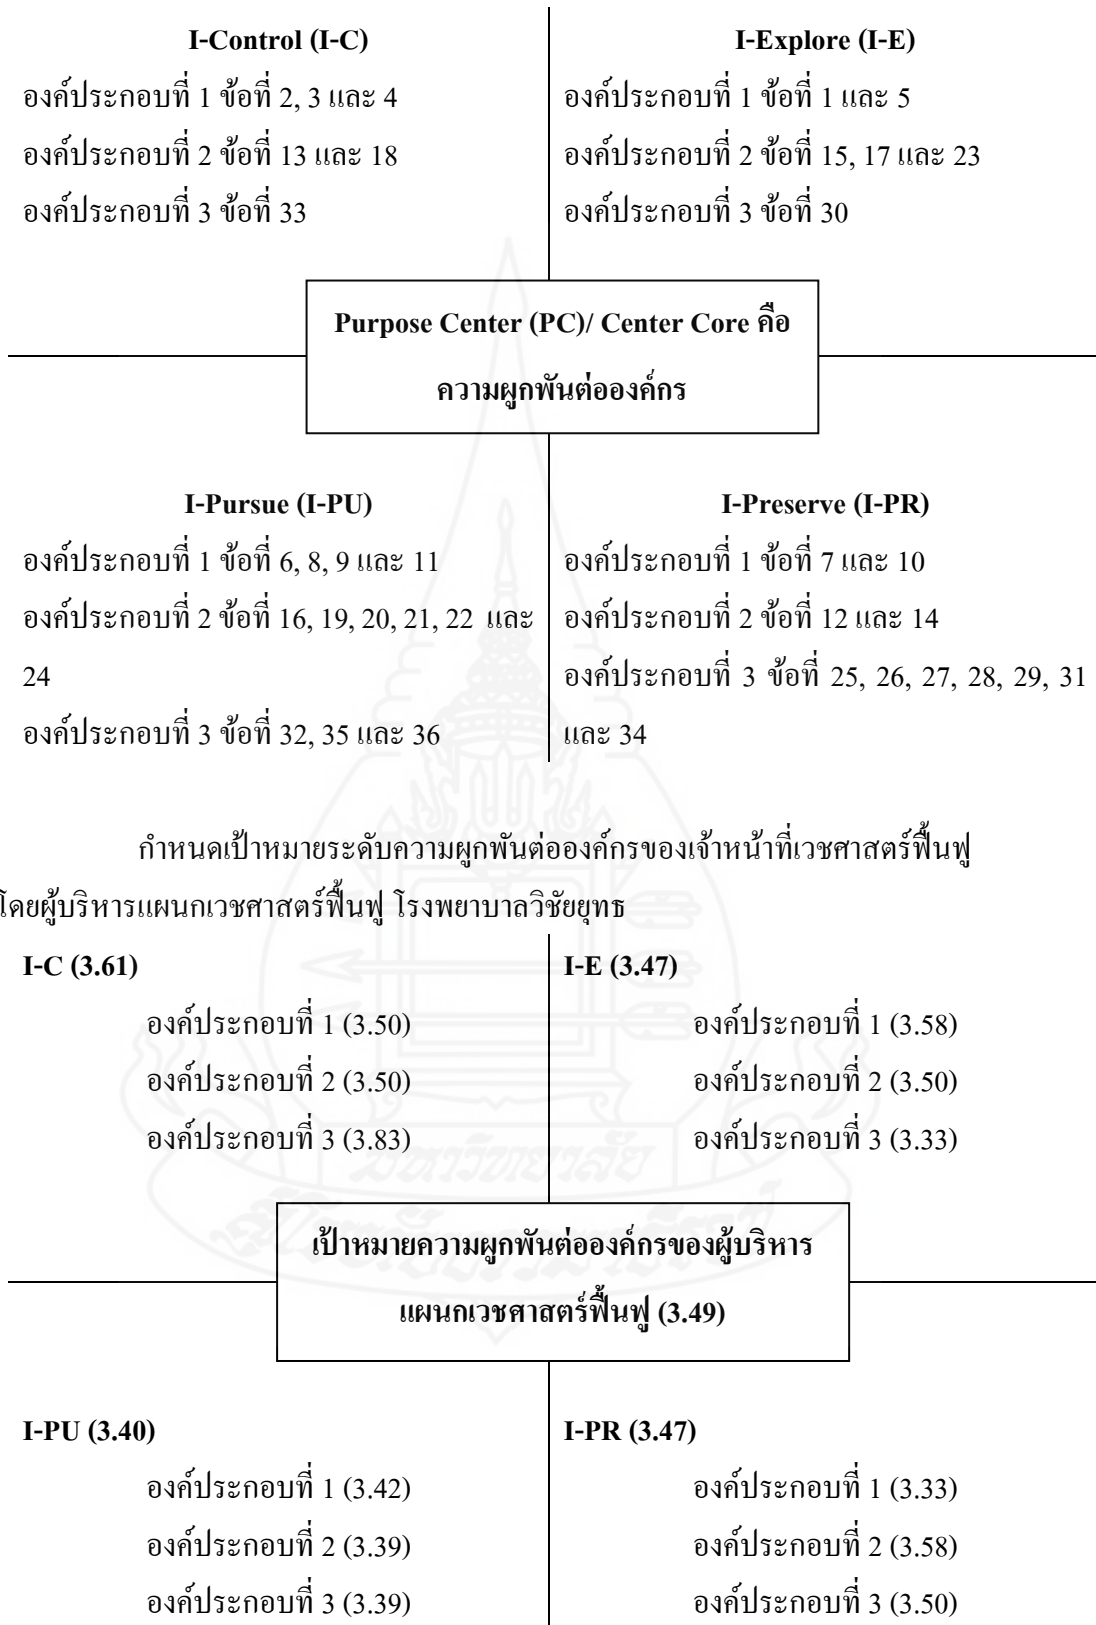 I-Control (I-C)
องค์ประกอบที่ 1 ข้อที่ 2, 3 และ 4
องค์ประกอบที่ 2 ข้อที่ 13 และ 18
องค์ประกอบที่ 3 ข้อที่ 33
I-Explore (I-E)
องค์ประกอบที่ 1 ข้อที่ 1 และ 5
องค์ประกอบที่ 2 ข้อที่ 15, 17 และ 23
องค์ประกอบที่ 3 ข้อที่ 30
Purpose Center (PC)/ Center Core คือ
ความผูกพันต่อองค์กร
I-Pursue (I-PU)
องค์ประกอบที่ 1 ข้อที่ 6, 8, 9 และ 11
องค์ประกอบที่ 2 ข้อที่ 16, 19, 20, 21, 22 และ
24
องค์ประกอบที่ 3 ข้อที่ 32, 35 และ 36
I-Preserve (I-PR)
องค์ประกอบที่ 1 ข้อที่ 7 และ 10
องค์ประกอบที่ 2 ข้อที่ 12 และ 14
องค์ประกอบที่ 3 ข้อที่ 25, 26, 27, 28, 29, 31
และ 34
กำหนดเป้าหมายระดับความผูกพันต่อองค์กรของเจ้าหน้าที่เวชศาสตร์ฟื้นฟู
โดยผู้บริหารแผนกเวชศาสตร์ฟื้นฟู โรงพยาบาลวิชัยยุทธ
I-C (3.61)
องค์ประกอบที่ 1 (3.50)
องค์ประกอบที่ 2 (3.50)
องค์ประกอบที่ 3 (3.83)
I-E (3.47)
องค์ประกอบที่ 1 (3.58)
องค์ประกอบที่ 2 (3.50)
องค์ประกอบที่ 3 (3.33)
เป้าหมายความผูกพันต่อองค์กรของผู้บริหาร
แผนกเวชศาสตร์ฟื้นฟู (3.49)
I-PU (3.40)
องค์ประกอบที่ 1 (3.42)
องค์ประกอบที่ 2 (3.39)
องค์ประกอบที่ 3 (3.39)
I-PR (3.47)
องค์ประกอบที่ 1 (3.33)
องค์ประกอบที่ 2 (3.58)
องค์ประกอบที่ 3 (3.50)
มหาวิทยาลัย
สุโขทัยธรรมาธิราช